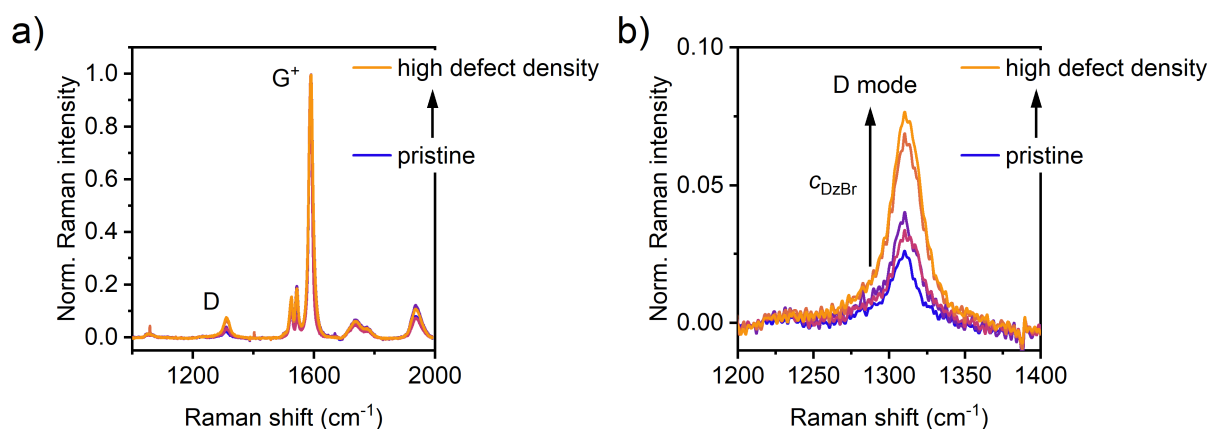 a)
Norm. Raman intensity
1.0
0.8
0.6
0.4
0.2
0.0
G⁺
D
high defect density
pristine
1200
1600
2000
Raman shift (cm⁻¹)
b)
Norm. Raman intensity
0.10
0.05
0.00
D mode
c_DzBr
high defect density
pristine
1200
1250
1300
1350
1400
Raman shift (cm⁻¹)